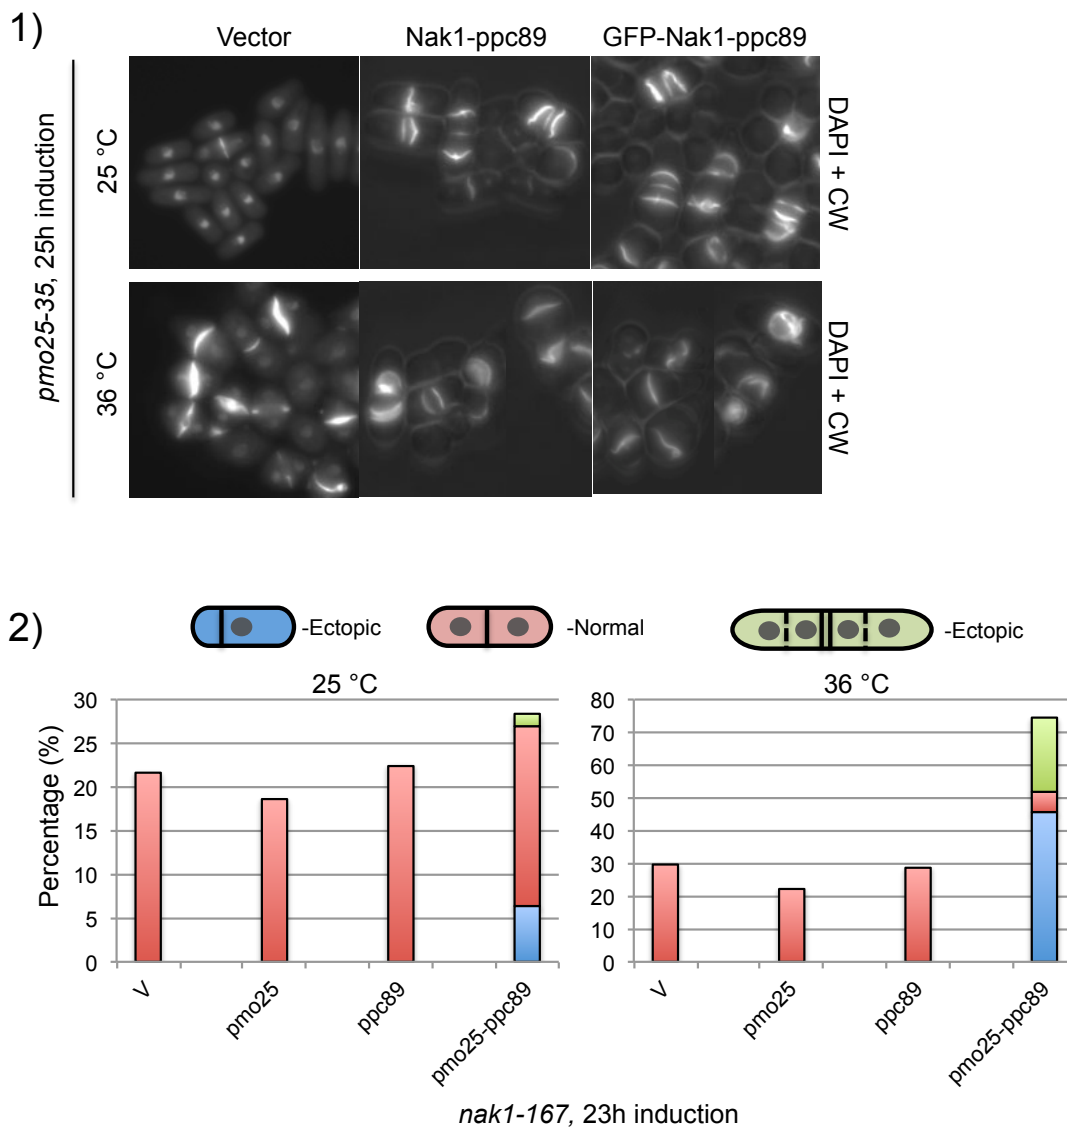 1)
Vector
Nak1-ppc89
GFP-Nak1-ppc89
pmo25-35, 25h induction
25 °C
DAPI + CW
36 °C
DAPI + CW
2)
-Ectopic
-Normal
-Ectopic
25 °C
36 °C
Percentage (%)
30
25
20
15
10
5
0
V
pmo25
ppc89
pmo25-ppc89
80
70
60
50
40
30
20
10
0
V
pmo25
ppc89
pmo25-ppc89
nak1-167, 23h induction